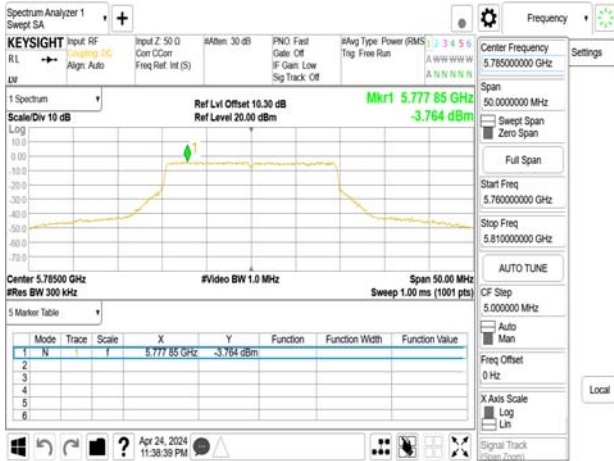 Spectrum Analyzer 1
Swept SA
Frequency
Settings
KEYSIGHT
RL
Input: RF
Coupling: DC
Align: Auto
Input Z: 50 Ω
Corr CCorr
Freq Ref: Int (S)
#Atten: 30 dB
PNO: Fast
Gate: Off
IF Gain: Low
Sig Track: Off
#Avg Type: Power (RMS
Trig: Free Run
1 2 3 4 5 6
A W W W W W
A N N N N N
1 Spectrum
Scale/Div 10 dB
Ref Lvl Offset 10.30 dB
Ref Level 20.00 dBm
Mkr1 5.777 85 GHz
-3.764 dBm
Log
10.0
0.00
-10.0
-20.0
-30.0
-40.0
-50.0
-60.0
-70.0
1
Center 5.78500 GHz
#Res BW 300 kHz
#Video BW 1.0 MHz
Span 50.00 MHz
Sweep 1.00 ms (1001 pts)
5 Marker Table
Mode Trace Scale X Y Function Function Width Function Value
1 N 1 f 5.777 85 GHz -3.764 dBm
2
3
4
5
6
Center Frequency
5.785000000 GHz
Span
50.0000000 MHz
Swept Span
Zero Span
Full Span
Start Freq
5.760000000 GHz
Stop Freq
5.810000000 GHz
AUTO TUNE
CF Step
5.000000 MHz
Auto
Man
Freq Offset
0 Hz
X Axis Scale
Log
Lin
Signal Track
(Span Zoom)
Local
?
Apr 24, 2024
11:38:39 PM